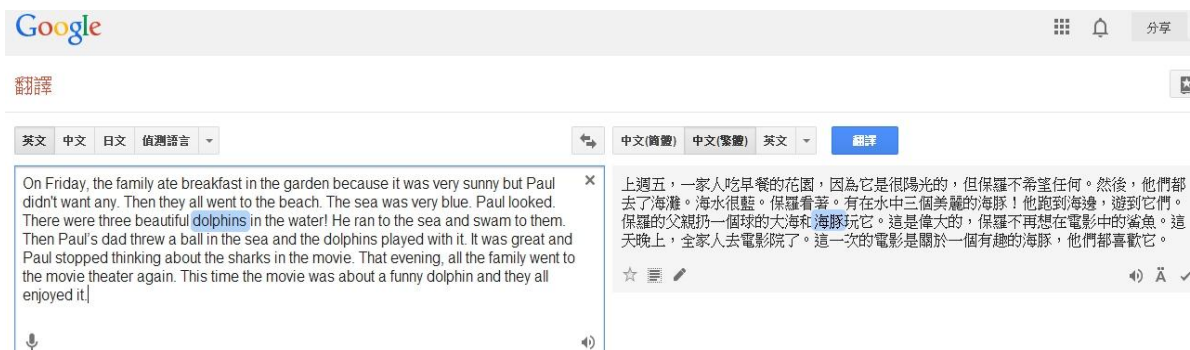 Google
分享
翻譯
英文 中文 日文 偵測語言
中文(簡體) 中文(繁體) 英文
翻譯
On Friday, the family ate breakfast in the garden because it was very sunny but Paul
didn't want any. Then they all went to the beach. The sea was very blue. Paul looked.
There were three beautiful dolphins in the water! He ran to the sea and swam to them.
Then Paul's dad threw a ball in the sea and the dolphins played with it. It was great and
Paul stopped thinking about the sharks in the movie. That evening, all the family went to
the movie theater again. This time the movie was about a funny dolphin and they all
enjoyed it.
上週五，一家人吃早餐的花園，因為它是很陽光的，但保羅不希望任何。然後，他們都
去了海灘。海水很藍。保羅看著。有在水中三個美麗的海豚！他跑到海邊，遊到它們。
保羅的父親扔一個球的大海和海豚玩它。這是偉大的，保羅不再想在電影中的鯊魚。這
天晚上，全家人去電影院了。這一次的電影是關於一個有趣的海豚，他們都喜歡它。
Ä